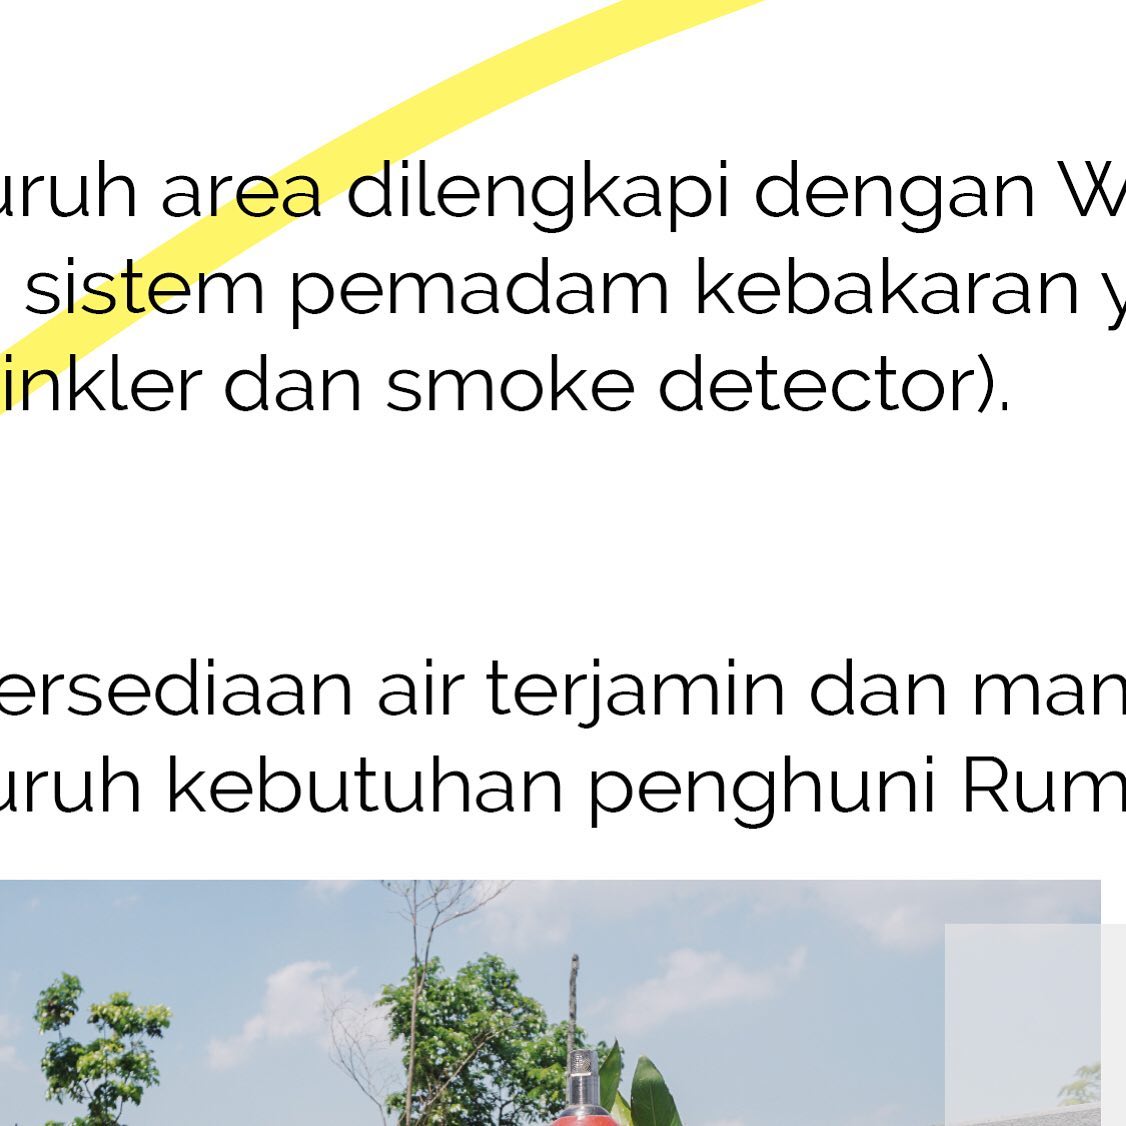 uruh area dilengkapi dengan W
sistem pemadam kebakaran y
inkler dan smoke detector).
ersediaan air terjamin dan man
uruh kebutuhan penghuni Rum